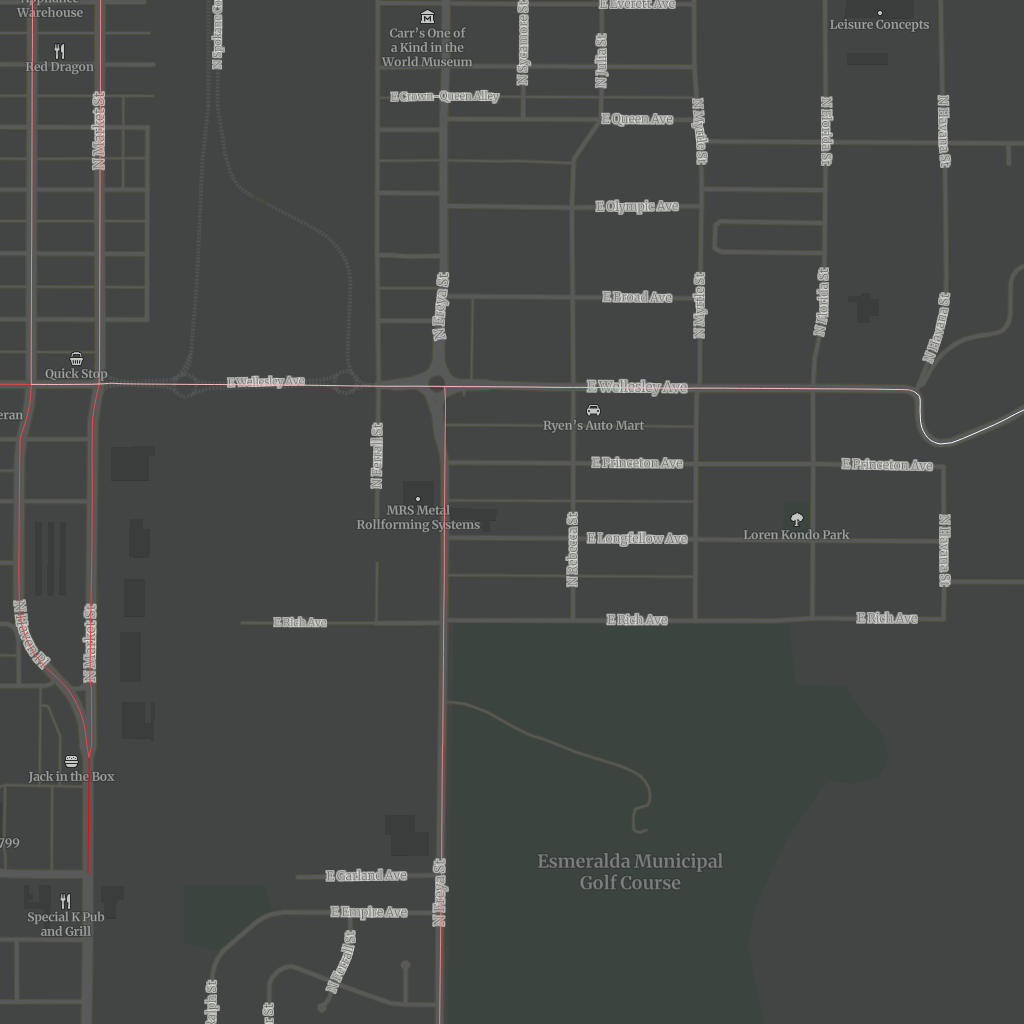 Appliance
Warehouse
E Everett Ave
Leisure Concepts
Carr's One of
a Kind in the
World Museum
N Sycamore St
N Julia St
Red Dragon
E Crown-Queen Alley
N Market St
E Queen Ave
N Myrtle St
N Florida St
N Havana St
E Olympic Ave
E Broad Ave
N Freya St
N Myrtle St
N Florida St
N Havana St
Quick Stop
E Wellesley Ave
E Wellesley Ave
Ryen's Auto Mart
N Ferrall St
E Princeton Ave
E Princeton Ave
MRS Metal
Rollforming Systems
Loren Kondo Park
E Longfellow Ave
N Rebecca St
N Havana St
N Haven Pl
N Market St
E Rich Ave
E Rich Ave
E Rich Ave
Jack in the Box
799
Esmeralda Municipal
Golf Course
E Garland Ave
N Freya St
E Empire Ave
Special K Pub
and Grill
N Ferrall St